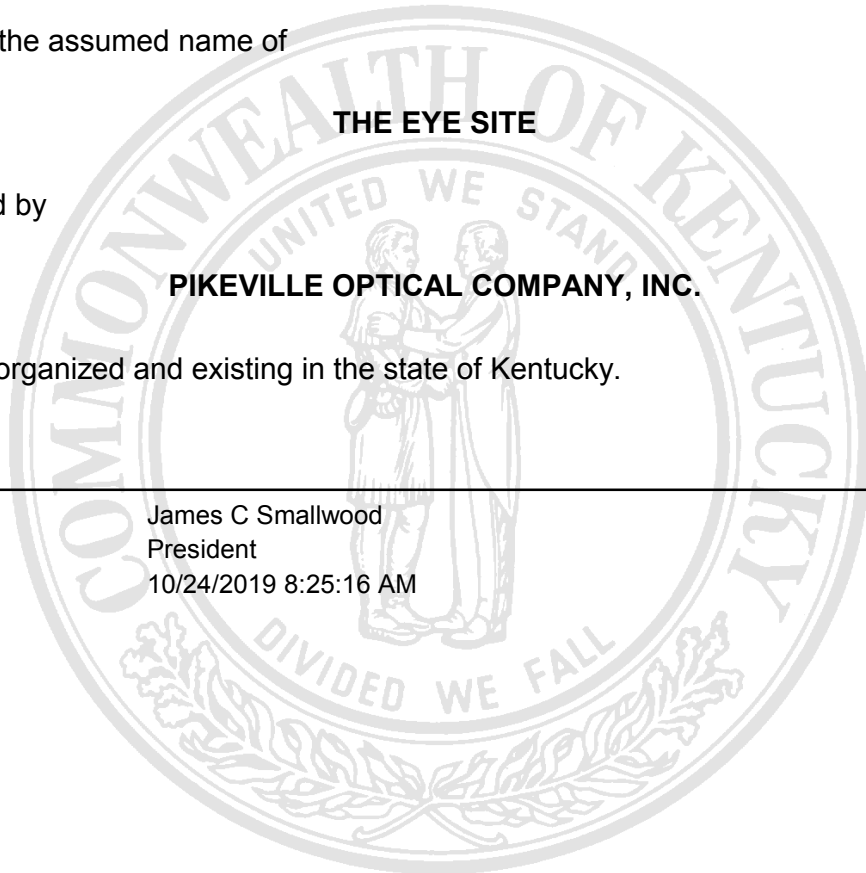 the assumed name of
THE EYE SITE
d by
PIKEVILLE OPTICAL COMPANY, INC.
organized and existing in the state of Kentucky.
James C Smallwood
President
10/24/2019 8:25:16 AM
COMMONWEALTH OF KENTUCKY
UNITED WE STAND
DIVIDED WE FALL